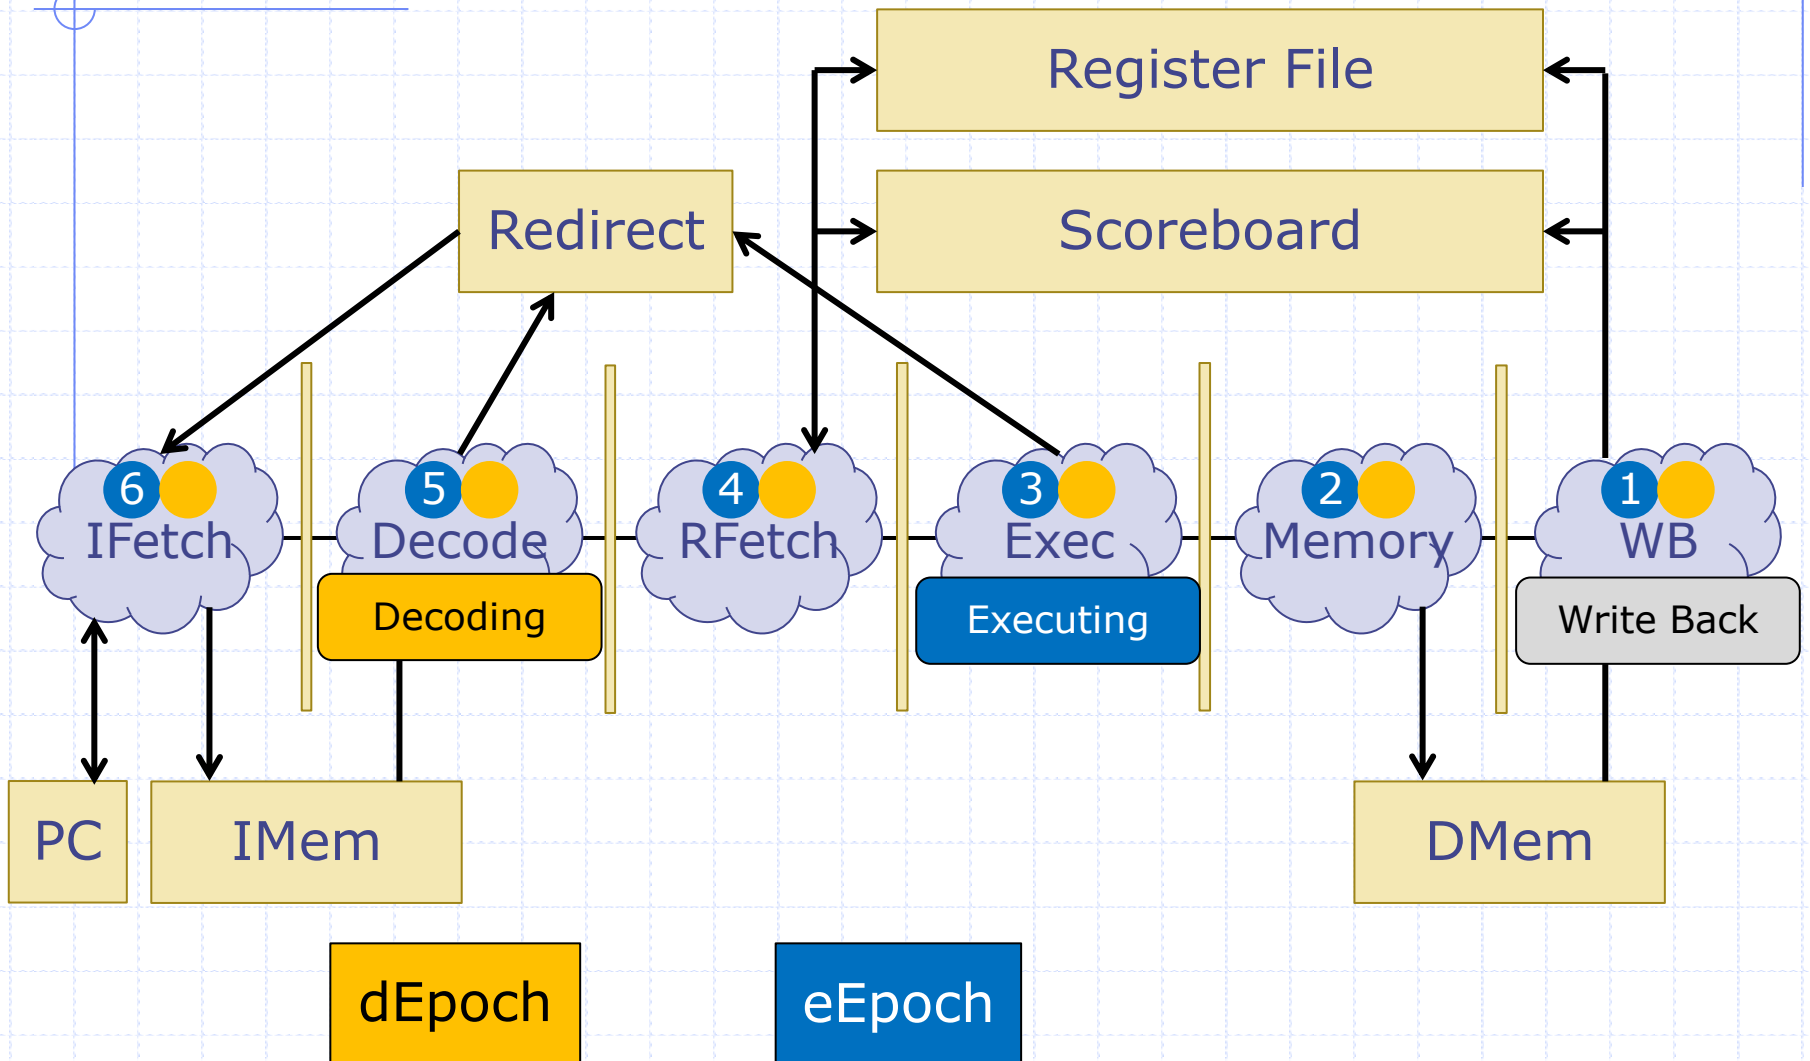 Register File
Redirect
Scoreboard
6
5
4
3
2
1
IFetch
Decode
RFetch
Exec
Memory
WB
Decoding
Executing
Write Back
PC
IMem
DMem
dEpoch
eEpoch